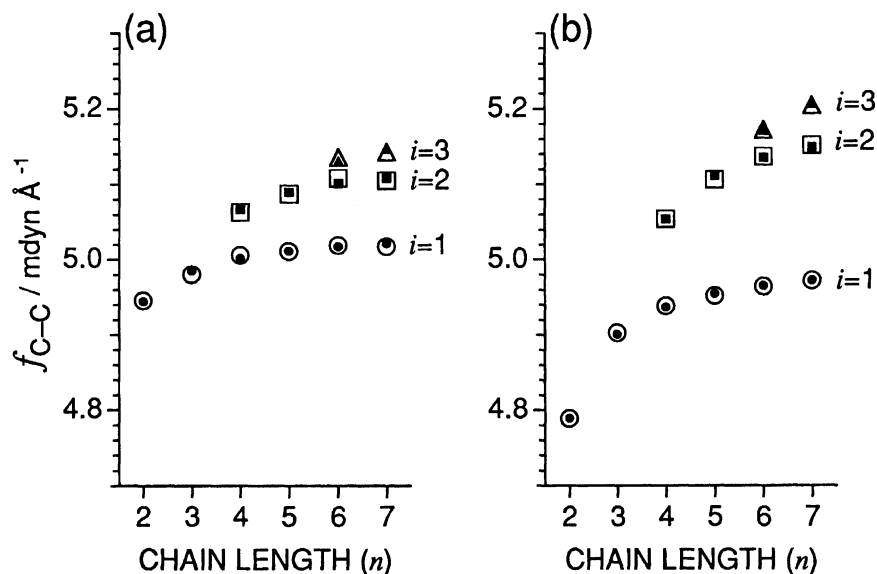 (a)
f C–C / mdyn Å⁻¹
5.2
5.0
4.8
i=3
i=2
i=1
2 3 4 5 6 7
CHAIN LENGTH (n)
(b)
5.2
5.0
4.8
i=3
i=2
i=1
2 3 4 5 6 7
CHAIN LENGTH (n)